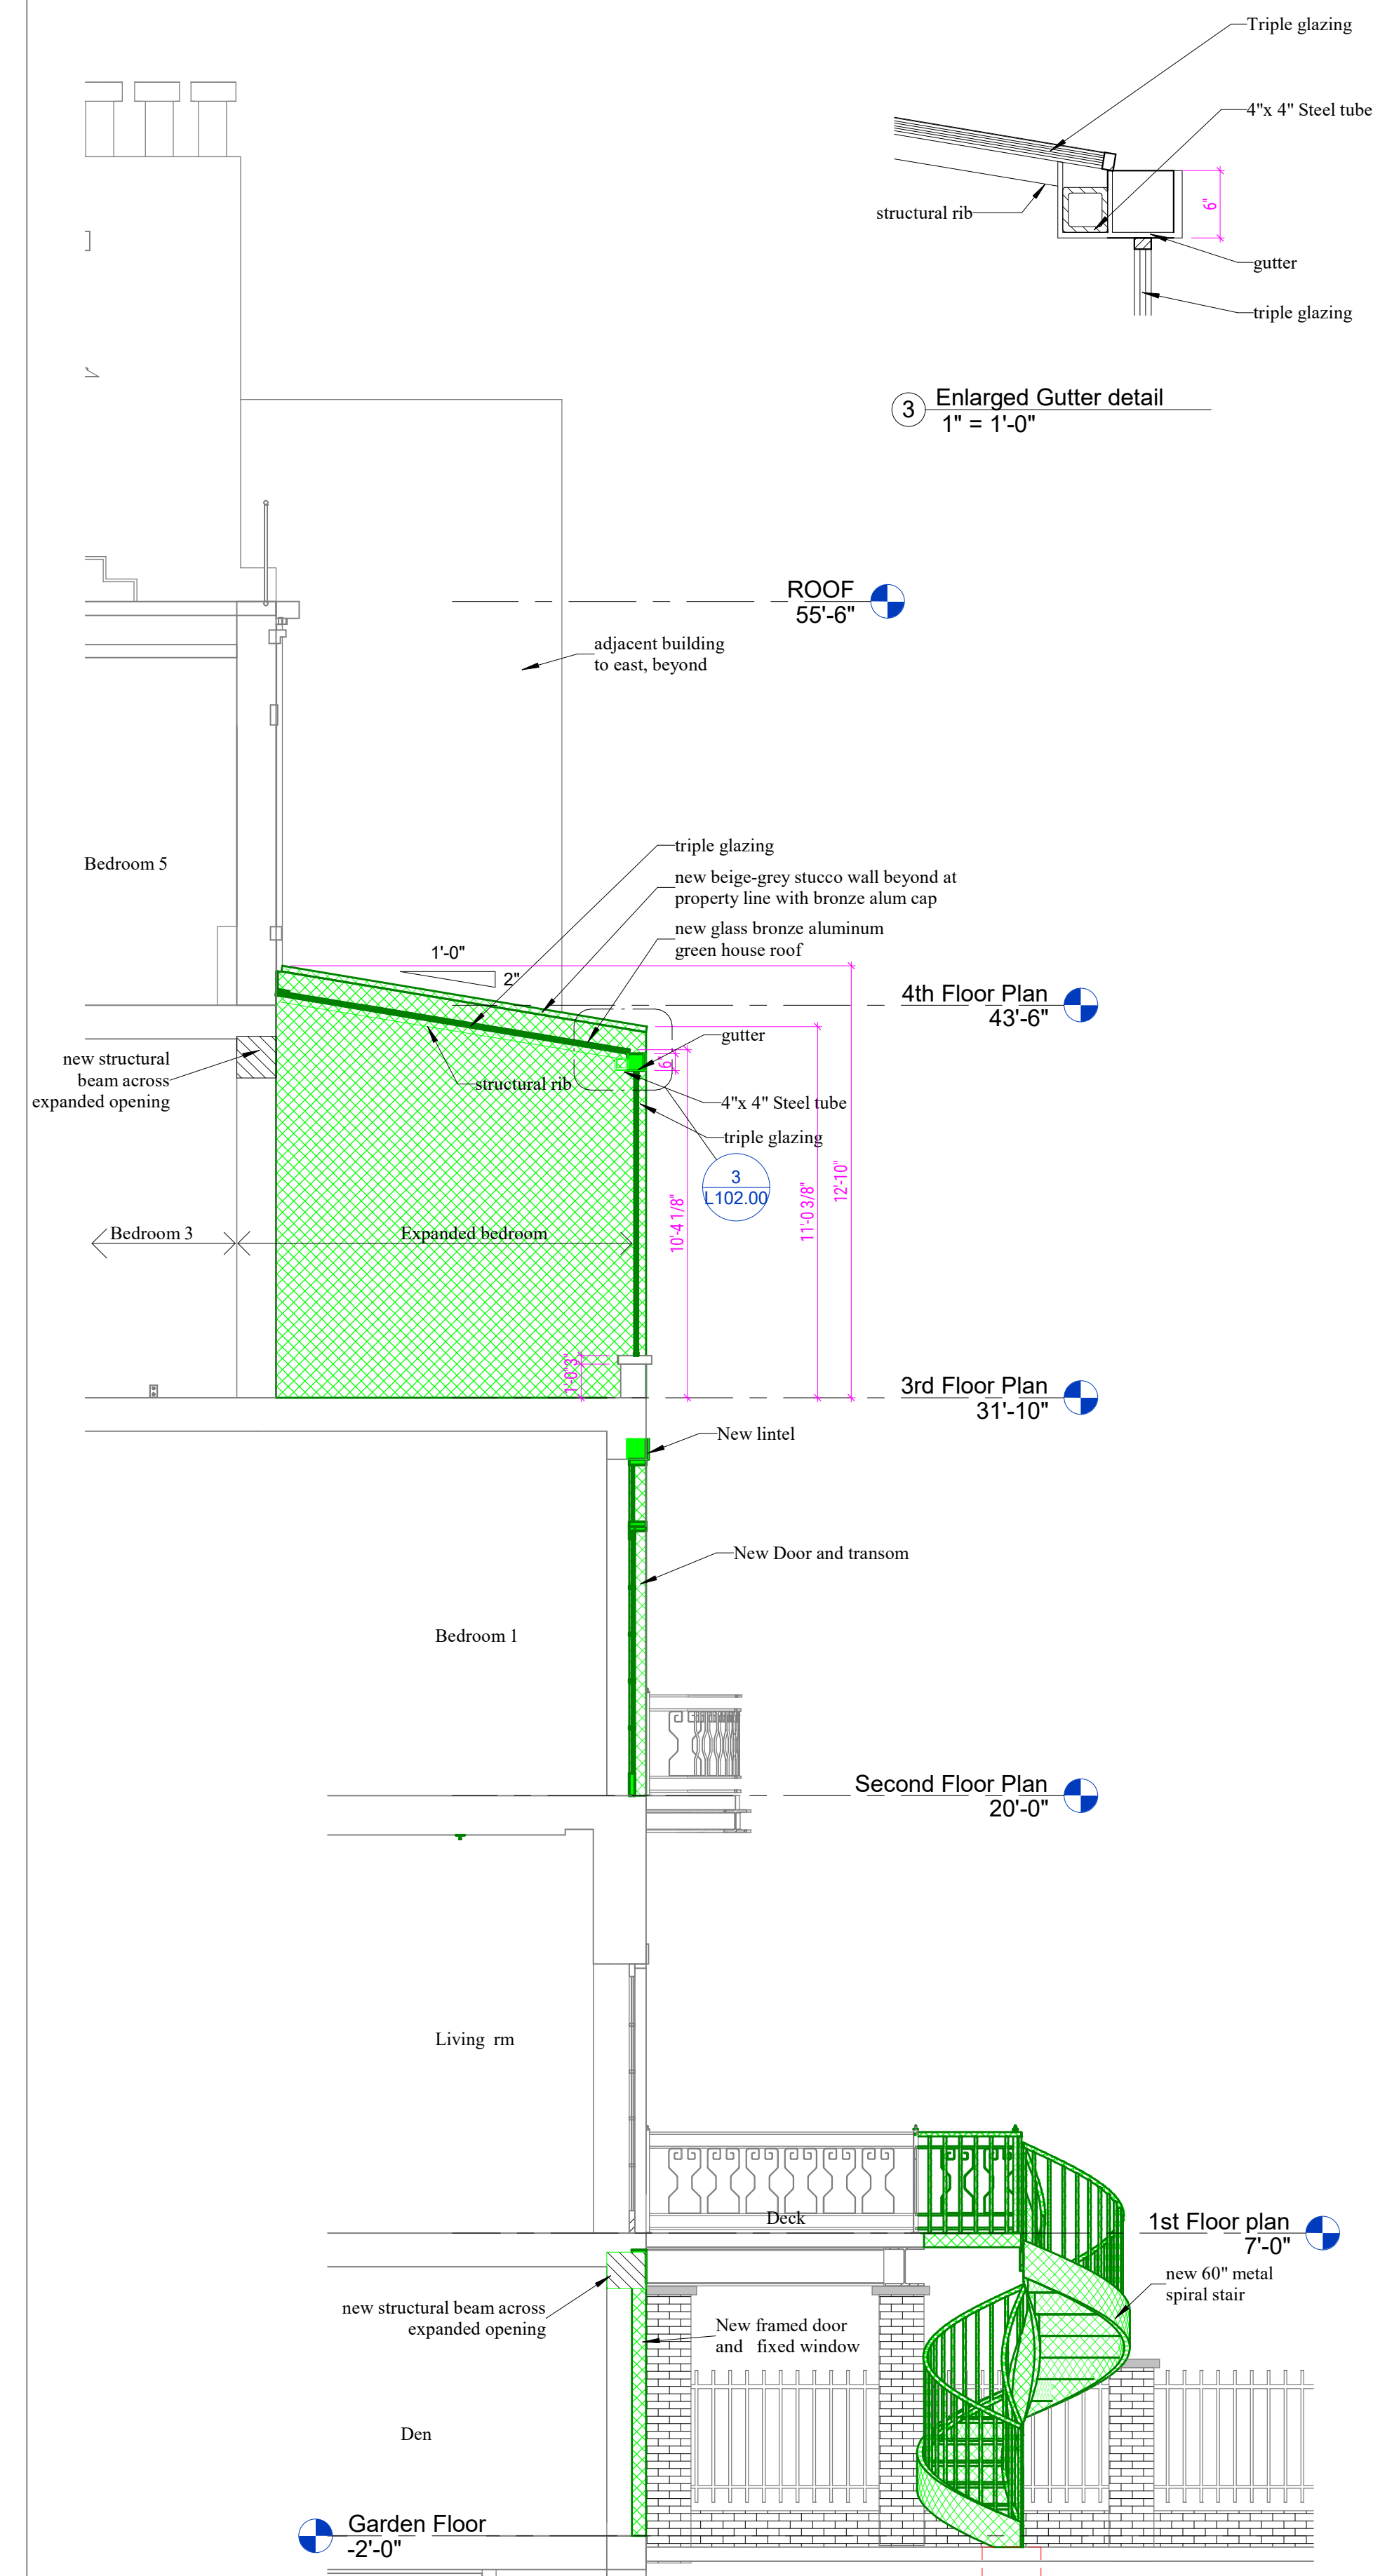 Triple glazing
4"x 4" Steel tube
structural rib
6"
gutter
triple glazing
3
Enlarged Gutter detail
1" = 1'-0"
ROOF
55'-6"
adjacent building
to east, beyond
Bedroom 5
triple glazing
new beige-grey stucco wall beyond at
property line with bronze alum cap
new glass bronze aluminum
green house roof
1'-0"
2"
4th Floor Plan
43'-6"
new structural
beam across
expanded opening
structural rib
gutter
6"
4"x 4" Steel tube
triple glazing
3
L102.00
10'-4 1/8"
11'-0 3/8"
12'-10"
Bedroom 3
Expanded bedroom
3"
1'-0"
3rd Floor Plan
31'-10"
New lintel
New Door and transom
Bedroom 1
Second Floor Plan
20'-0"
Living rm
Deck
1st Floor plan
7'-0"
new 60" metal
spiral stair
new structural beam across
expanded opening
New framed door
and fixed window
Den
Garden Floor
-2'-0"